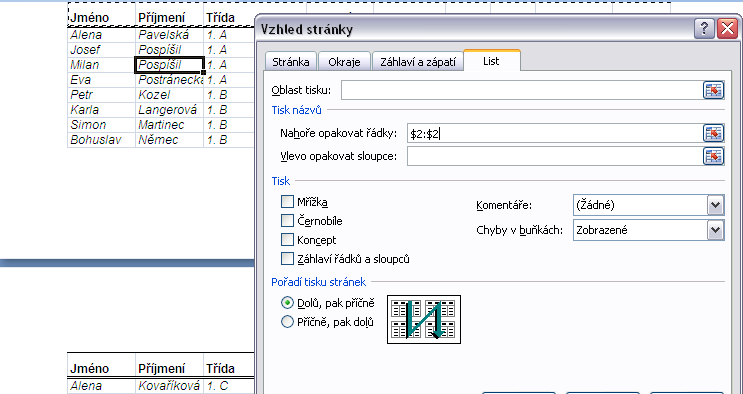 Jméno Příjmení Třída
Alena Pavelská 1. A
Josef Pospíšil 1. A
Milan Pospíšil 1. A
Eva Postránecká 1. A
Petr Kozel 1. B
Karla Langerová 1. B
Simon Martinec 1. B
Bohuslav Němec 1. B
Jméno Příjmení Třída
Alena Kovaříková 1. C
Vzhled stránky
Stránka Okraje Záhlaví a zápatí List
Oblast tisku:
Tisk názvů
Nahoře opakovat řádky: $2:$2
Vlevo opakovat sloupce:
Tisk
Mřížka
Černobíle
Koncept
Záhlaví řádků a sloupců
Komentáře: (Žádné)
Chyby v buňkách: Zobrazené
Pořadí tisku stránek
Dolů, pak příčně
Příčně, pak dolů